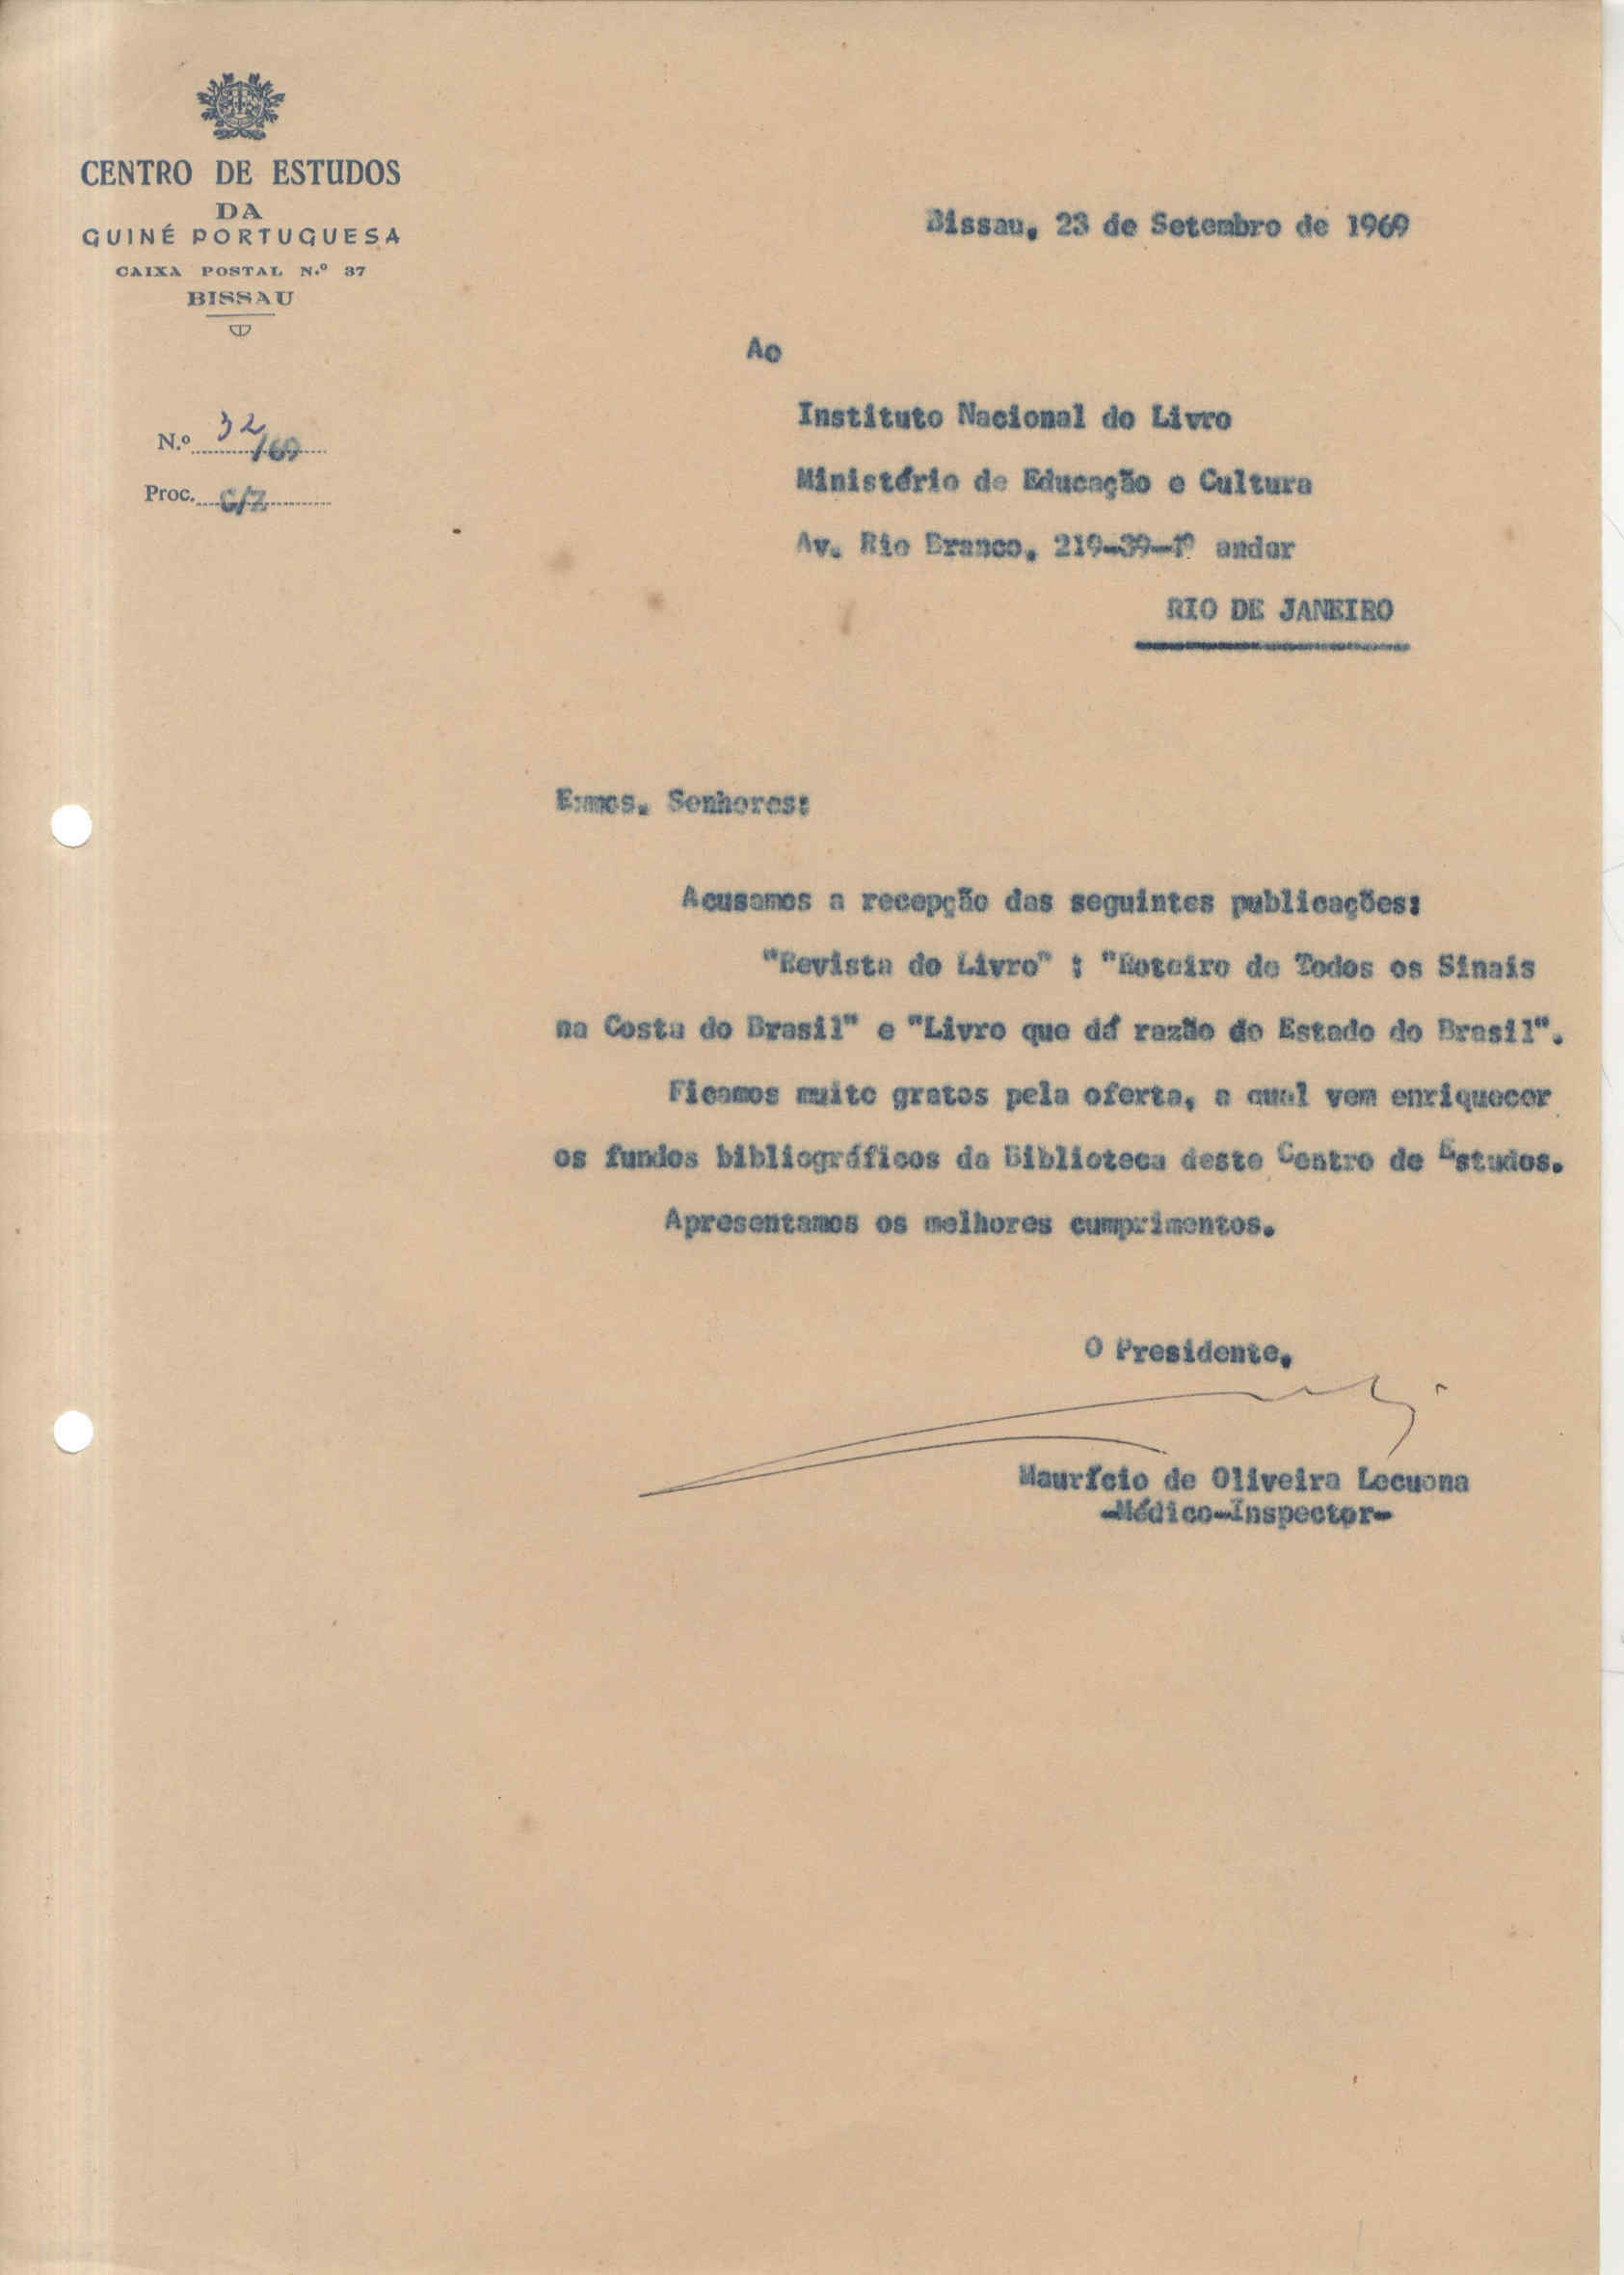 CENTRO DE ESTUDOS
DA
GUINÉ PORTUGUESA
CAIXA POSTAL N.º 37
BISSAU
N.º 32/69
Proc. G/2
Bissau, 23 de Setembro de 1969
Ao
Instituto Nacional do Livro
Ministério de Educação e Cultura
Av. Rio Branco, 219-39-1º andar
RIO DE JANEIRO
Exmos. Senhores:
Acusamos a recepção das seguintes publicações:
"Revista do Livro" ; "Roteiro de Todos os Sinais
na Costa do Brasil" e "Livro que dá razão do Estado do Brasil".
Ficamos muito gratos pela oferta, a qual vem enriquecer
os fundos bibliográficos da Biblioteca deste Centro de Estudos.
Apresentamos os melhores cumprimentos.
O Presidente,
Maurício de Oliveira Lecuona
-Médico-Inspector-